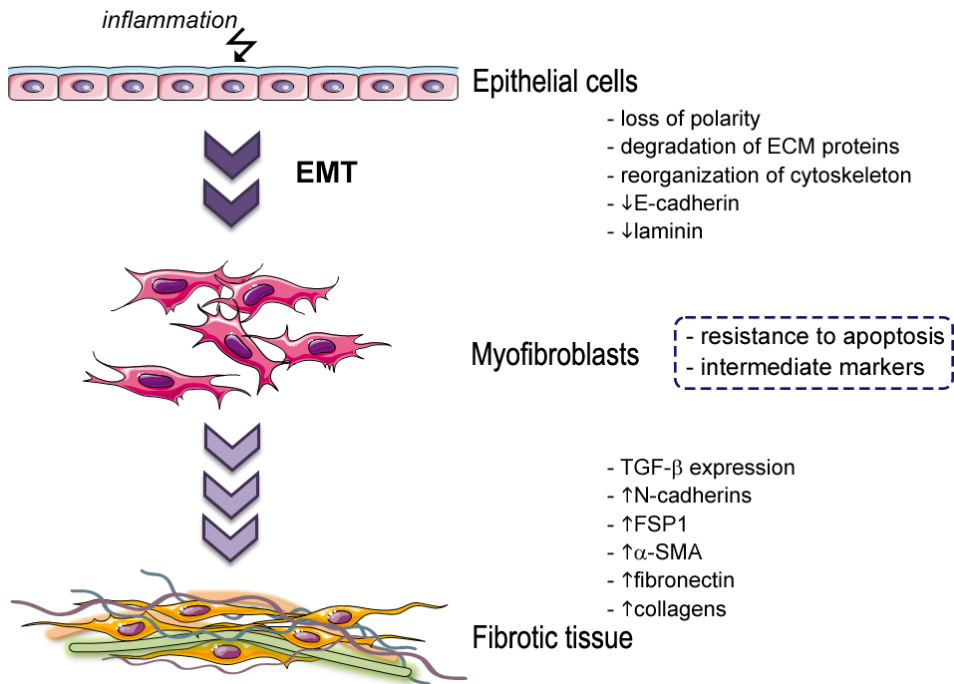 inflammation
Epithelial cells
- loss of polarity
- degradation of ECM proteins
- reorganization of cytoskeleton
- ↓E-cadherin
- ↓laminin
EMT
Myofibroblasts
- resistance to apoptosis
- intermediate markers
- TGF-β expression
- ↑N-cadherins
- ↑FSP1
- ↑α-SMA
- ↑fibronectin
- ↑collagens
Fibrotic tissue